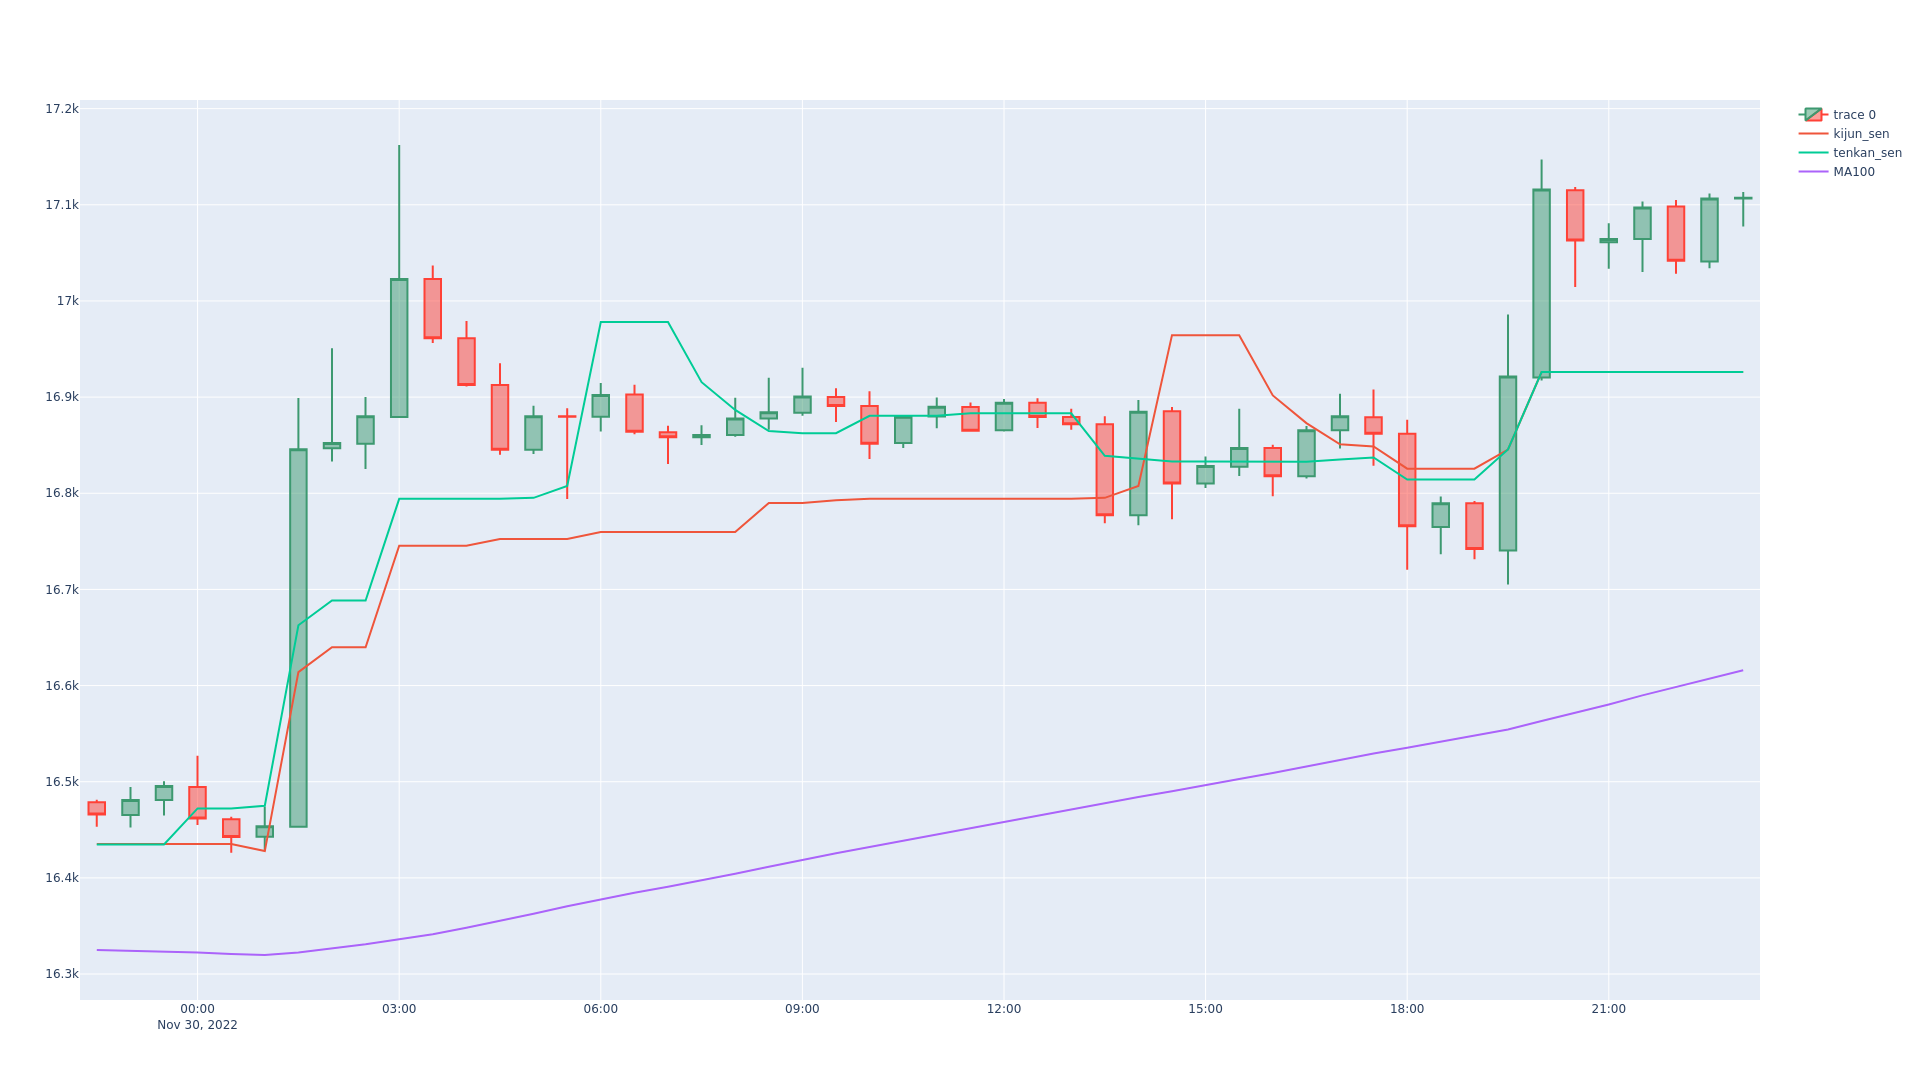 17.2k
17.1k
17k
16.9k
16.8k
16.7k
16.6k
16.5k
16.4k
16.3k
00:00 03:00 06:00 09:00 12:00 15:00 18:00 21:00
Nov 30, 2022
trace 0
kijun_sen
tenkan_sen
MA100